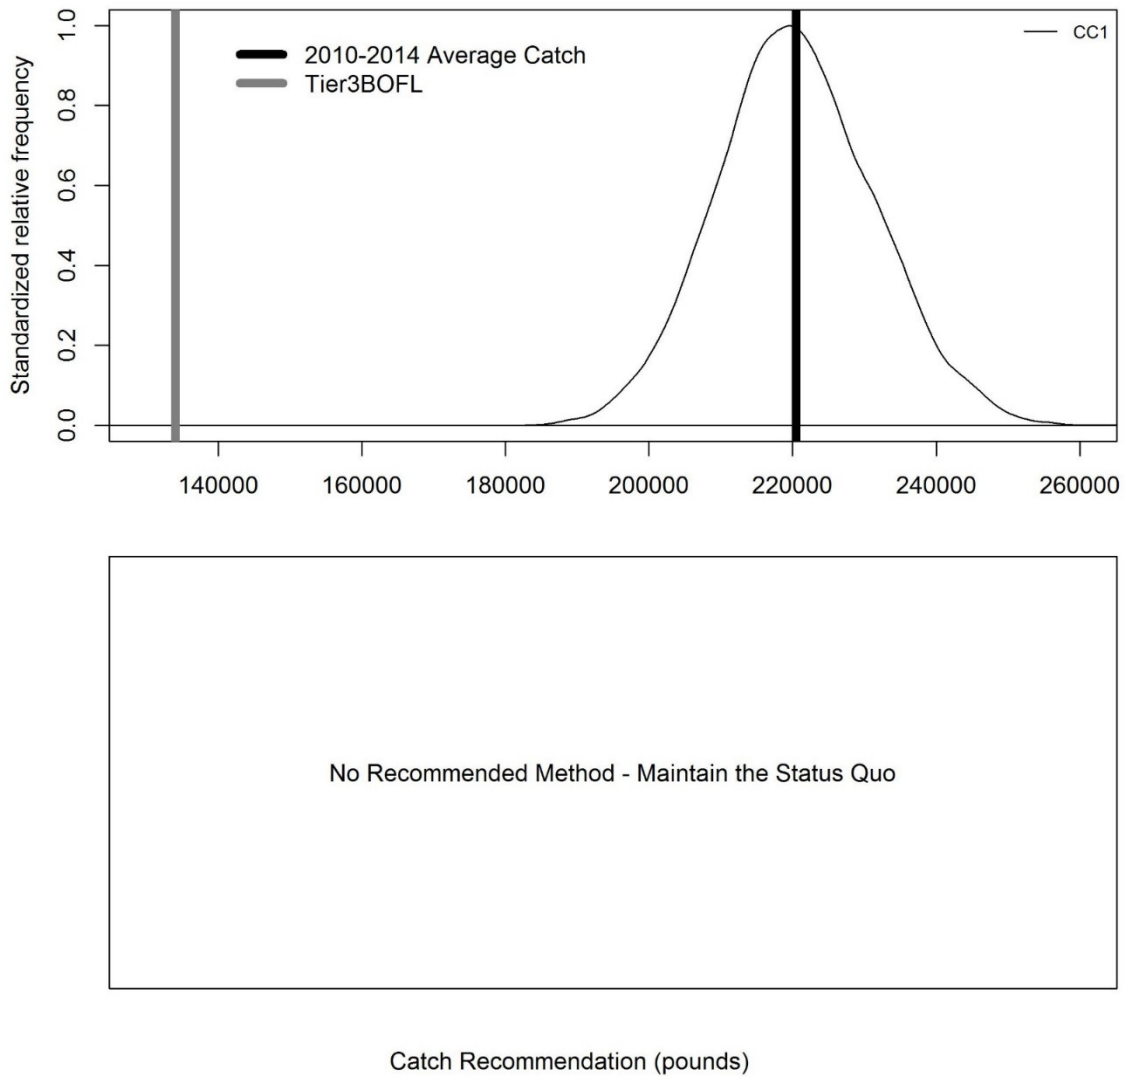 Standardized relative frequency
1.0
0.8
0.6
0.4
0.2
0.0
2010-2014 Average Catch
Tier3BOFL
CC1
140000 160000 180000 200000 220000 240000 260000
No Recommended Method - Maintain the Status Quo
Catch Recommendation (pounds)